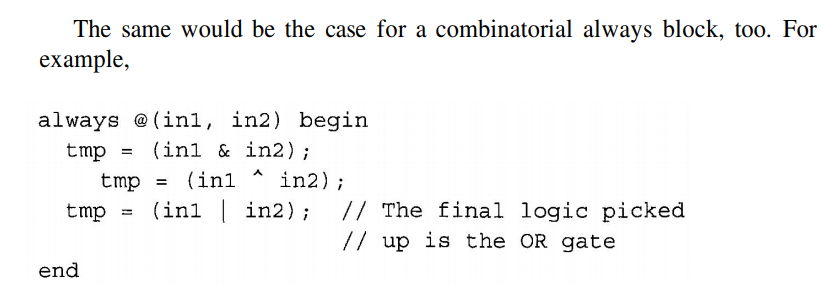 The same would be the case for a combinatorial always block, too. For
example,
always @(in1, in2) begin
tmp = (in1 & in2);
tmp = (in1 ^ in2);
tmp = (in1 | in2); // The final logic picked
// up is the OR gate
end